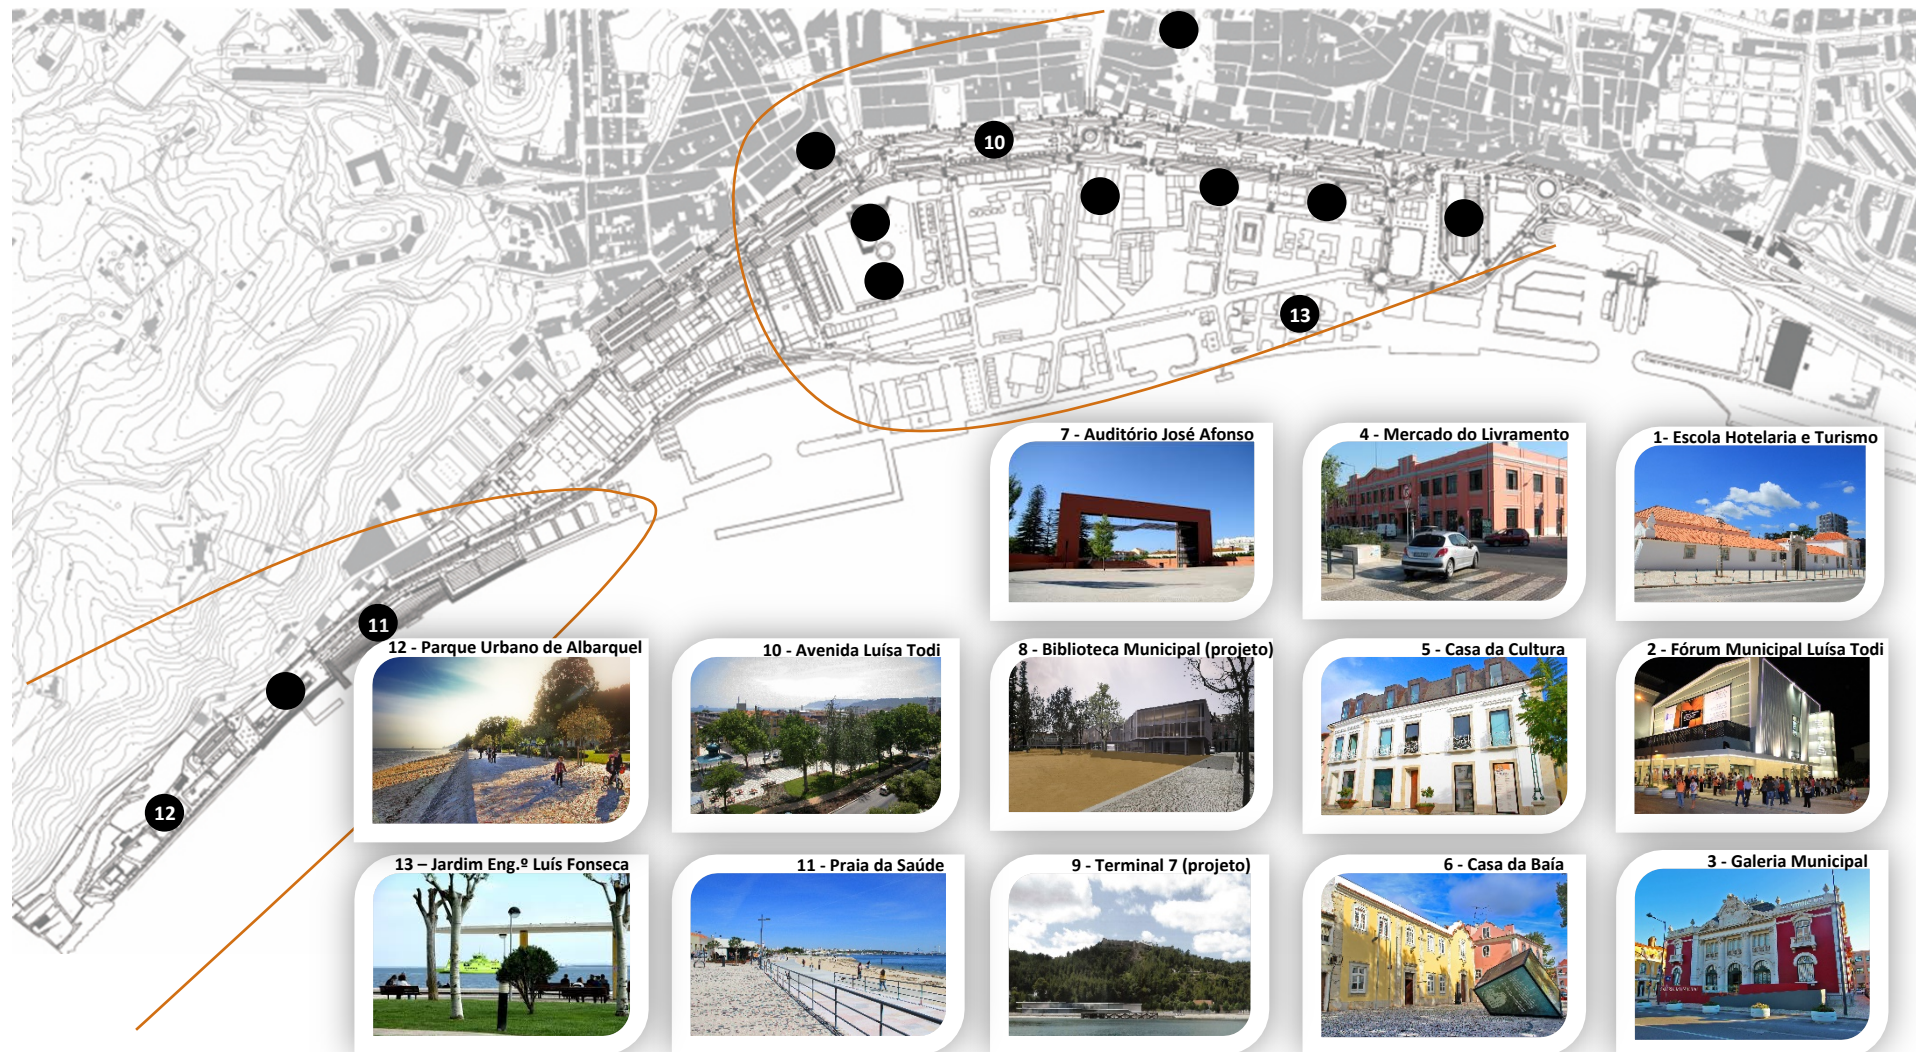 10
13
11
12
7 - Auditório José Afonso
4 - Mercado do Livramento
1- Escola Hotelaria e Turismo
12 - Parque Urbano de Albarquel
10 - Avenida Luísa Todi
8 - Biblioteca Municipal (projeto)
5 - Casa da Cultura
2 - Fórum Municipal Luísa Todi
13 – Jardim Eng.º Luís Fonseca
11 - Praia da Saúde
9 - Terminal 7 (projeto)
6 - Casa da Baía
3 - Galeria Municipal